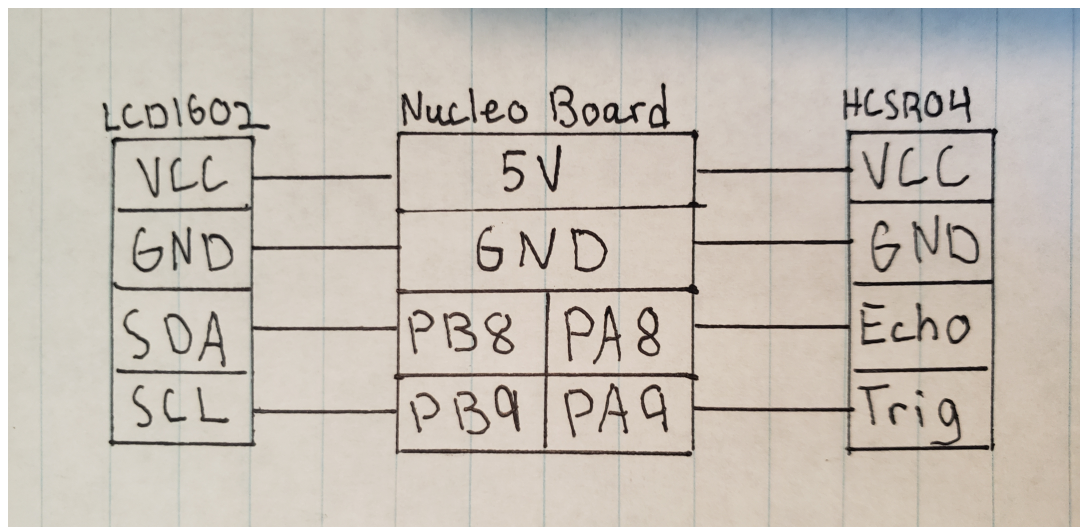 LCD1602 Nucleo Board HCSR04
VCC 5V VCC
GND GND GND
SDA PB8 PA8 Echo
SCL PB9 PA9 Trig